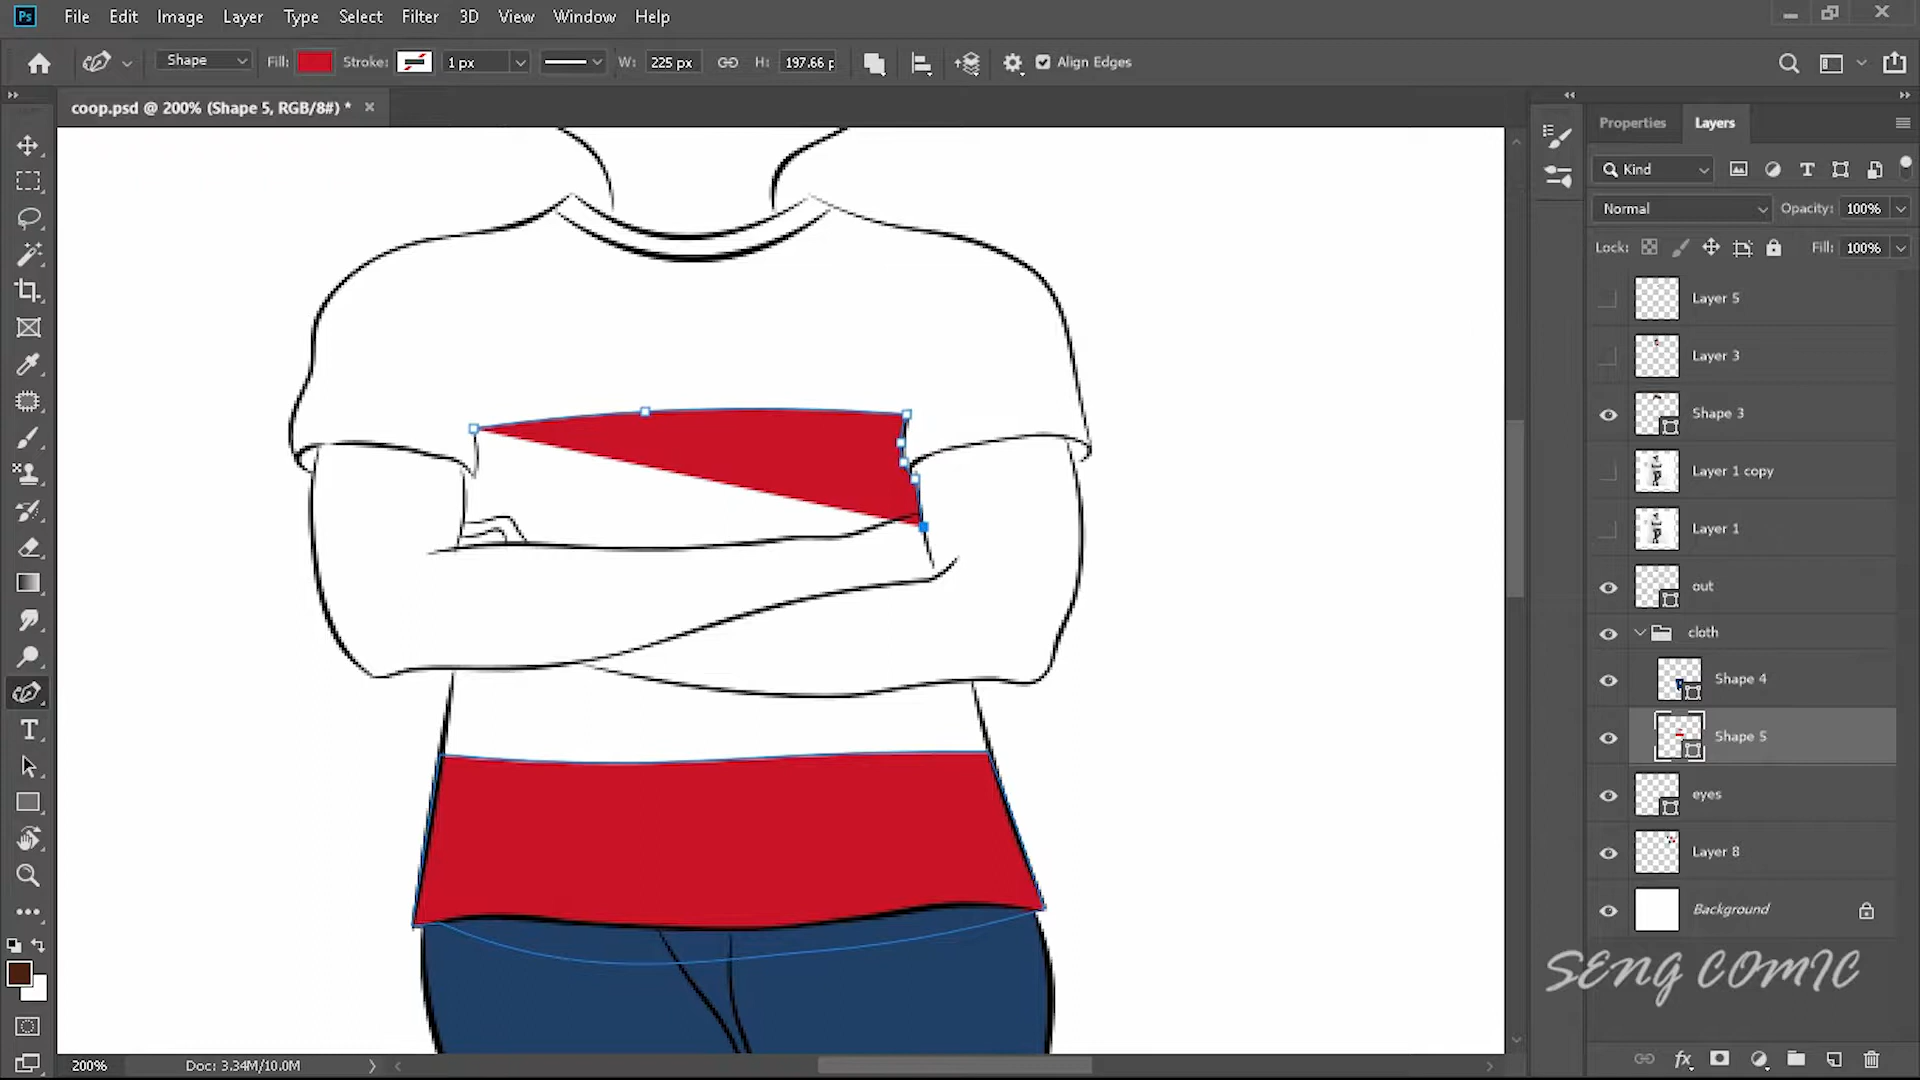 Ps File Edit Image Layer Type Select Filter 3D View Window Help
Shape Fill: Stroke: 1 px W: 225 px H: 197.66 p Align Edges
coop.psd @ 200% (Shape 5, RGB/8#) *
Properties Layers
Kind
Normal Opacity: 100%
Lock: Fill: 100%
Layer 5
Layer 3
Shape 3
Layer 1 copy
Layer 1
out
cloth
Shape 4
Shape 5
eyes
Layer 8
Background
SENG COMIC
200% Doc: 3.34M/10.0M